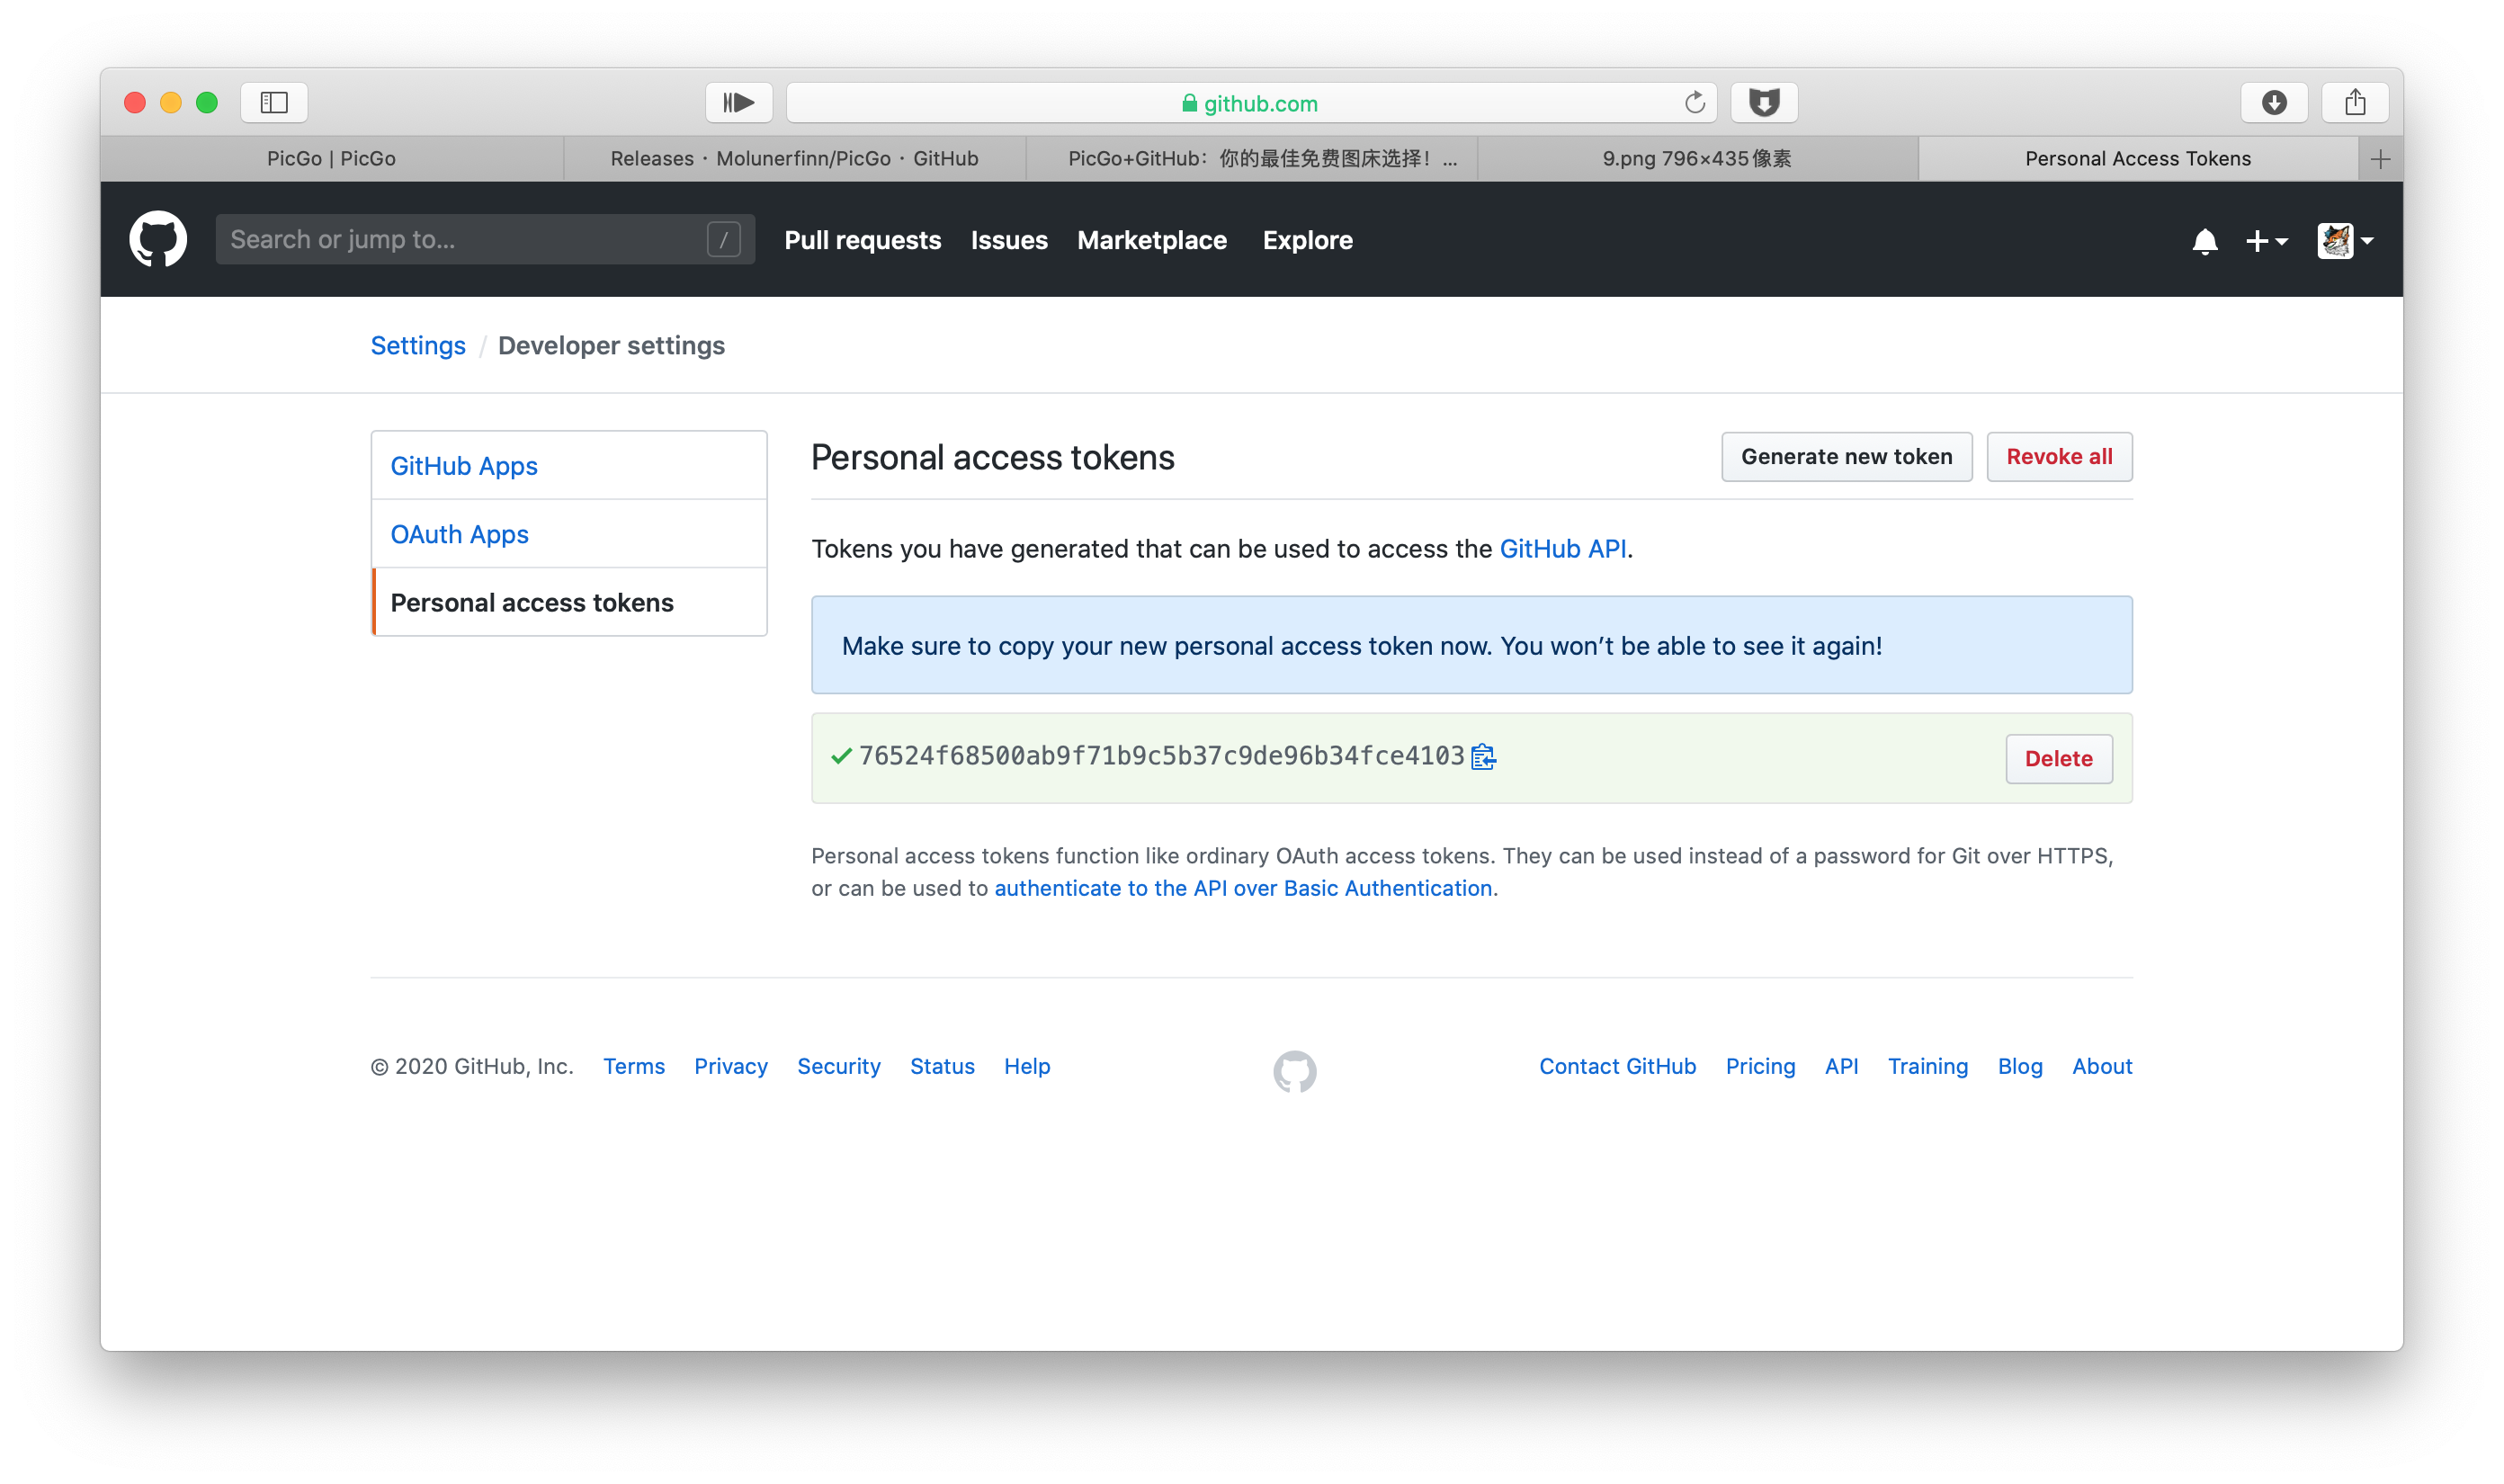 github.com
PicGo | PicGo
Releases · Molunerfinn/PicGo · GitHub
PicGo+GitHub：你的最佳免费图床选择！...
9.png 796×435像素
Personal Access Tokens
Search or jump to...
/
Pull requests
Issues
Marketplace
Explore
Settings / Developer settings
GitHub Apps
OAuth Apps
Personal access tokens
Personal access tokens
Generate new token
Revoke all
Tokens you have generated that can be used to access the GitHub API.
Make sure to copy your new personal access token now. You won’t be able to see it again!
76524f68500ab9f71b9c5b37c9de96b34fce4103
Delete
Personal access tokens function like ordinary OAuth access tokens. They can be used instead of a password for Git over HTTPS,
or can be used to authenticate to the API over Basic Authentication.
© 2020 GitHub, Inc.
Terms
Privacy
Security
Status
Help
Contact GitHub
Pricing
API
Training
Blog
About